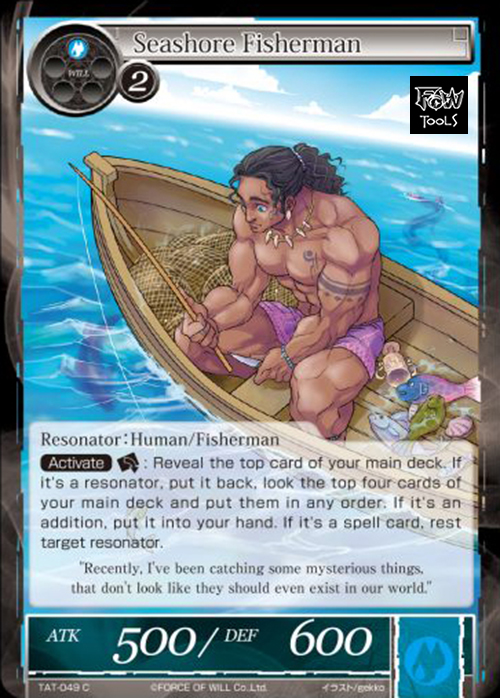 Seashore Fisherman
WILL
2
FOW
TOOLS
Resonator:Human/Fisherman
Activate : Reveal the top card of your main deck. If
it's a resonator, put it back, look the top four cards of
your main deck and put them in any order. If it's an
addition, put it into your hand. If it's a spell card, rest
target resonator.
"Recently, I've been catching some mysterious things,
that don't look like they should even exist in our world."
ATK 500/ DEF 600
TAT-049 C ©FORCE OF WILL Co.,Ltd. イラスト/gekko